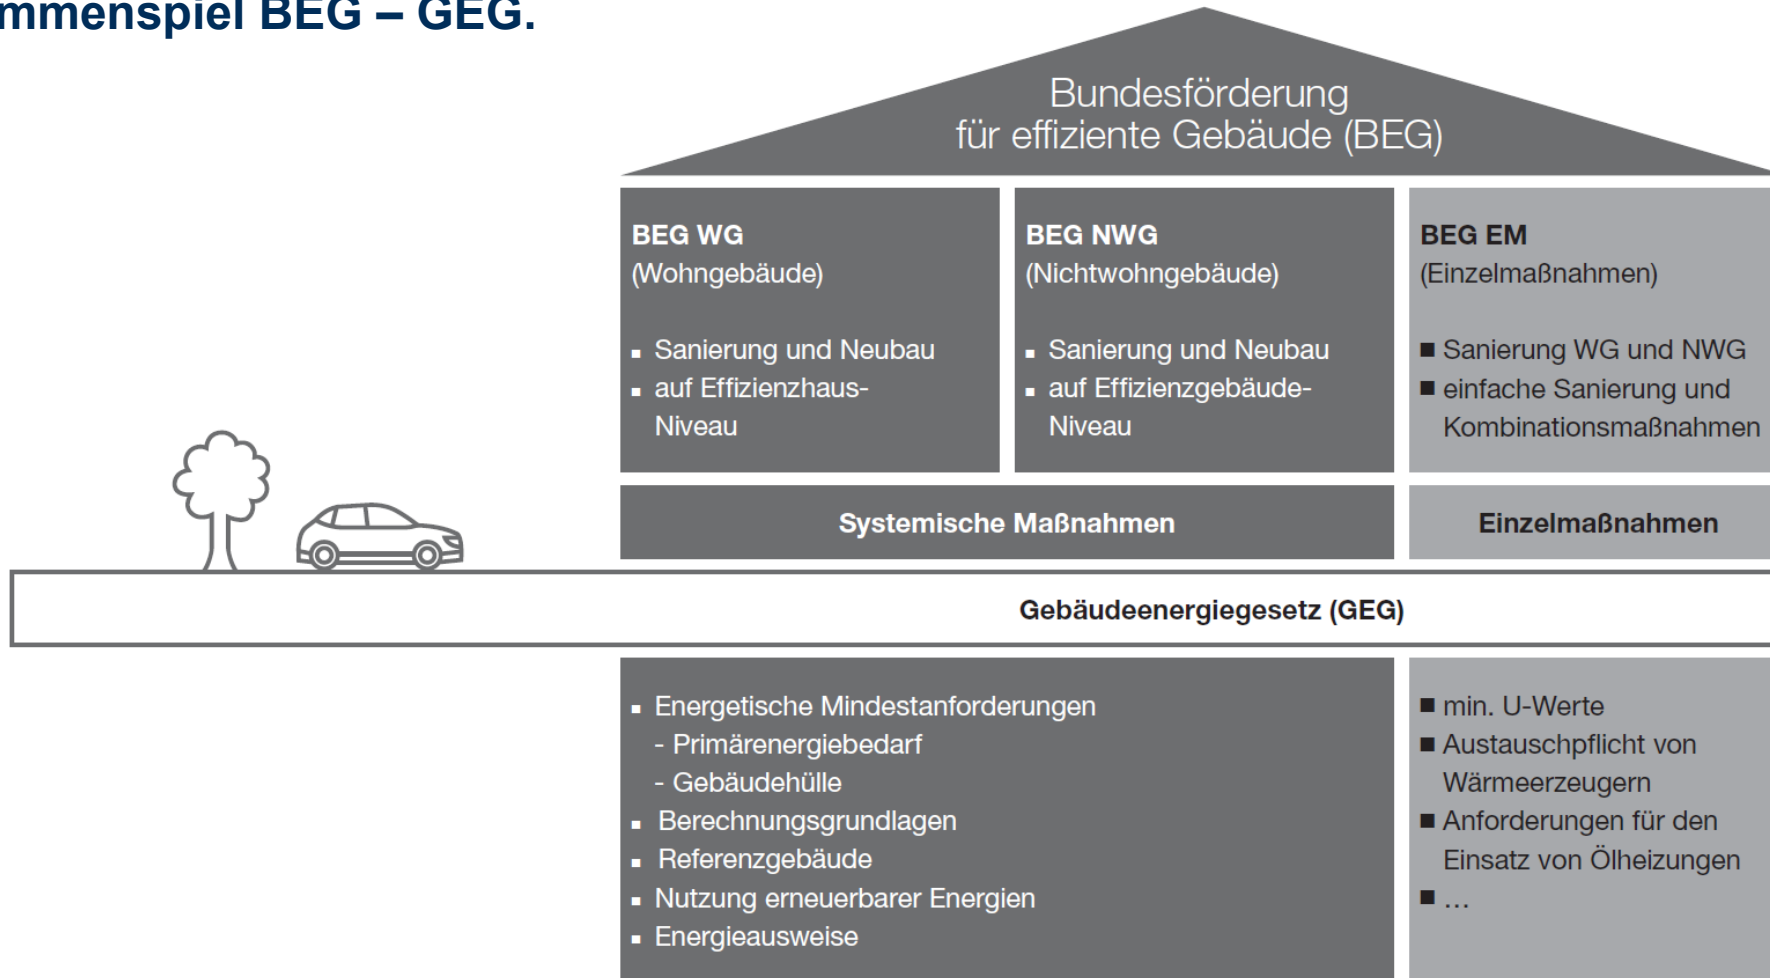 mmenspiel BEG – GEG.
Bundesförderung
für effiziente Gebäude (BEG)
BEG WG
(Wohngebäude)
▪ Sanierung und Neubau
▪ auf Effizienzhaus-
Niveau
BEG NWG
(Nichtwohngebäude)
▪ Sanierung und Neubau
▪ auf Effizienzgebäude-
Niveau
BEG EM
(Einzelmaßnahmen)
■ Sanierung WG und NWG
■ einfache Sanierung und
Kombinationsmaßnahmen
Systemische Maßnahmen
Einzelmaßnahmen
Gebäudeenergiegesetz (GEG)
▪ Energetische Mindestanforderungen
- Primärenergiebedarf
- Gebäudehülle
▪ Berechnungsgrundlagen
▪ Referenzgebäude
▪ Nutzung erneuerbarer Energien
▪ Energieausweise
■ min. U-Werte
■ Austauschpflicht von
Wärmeerzeugern
■ Anforderungen für den
Einsatz von Ölheizungen
■ …